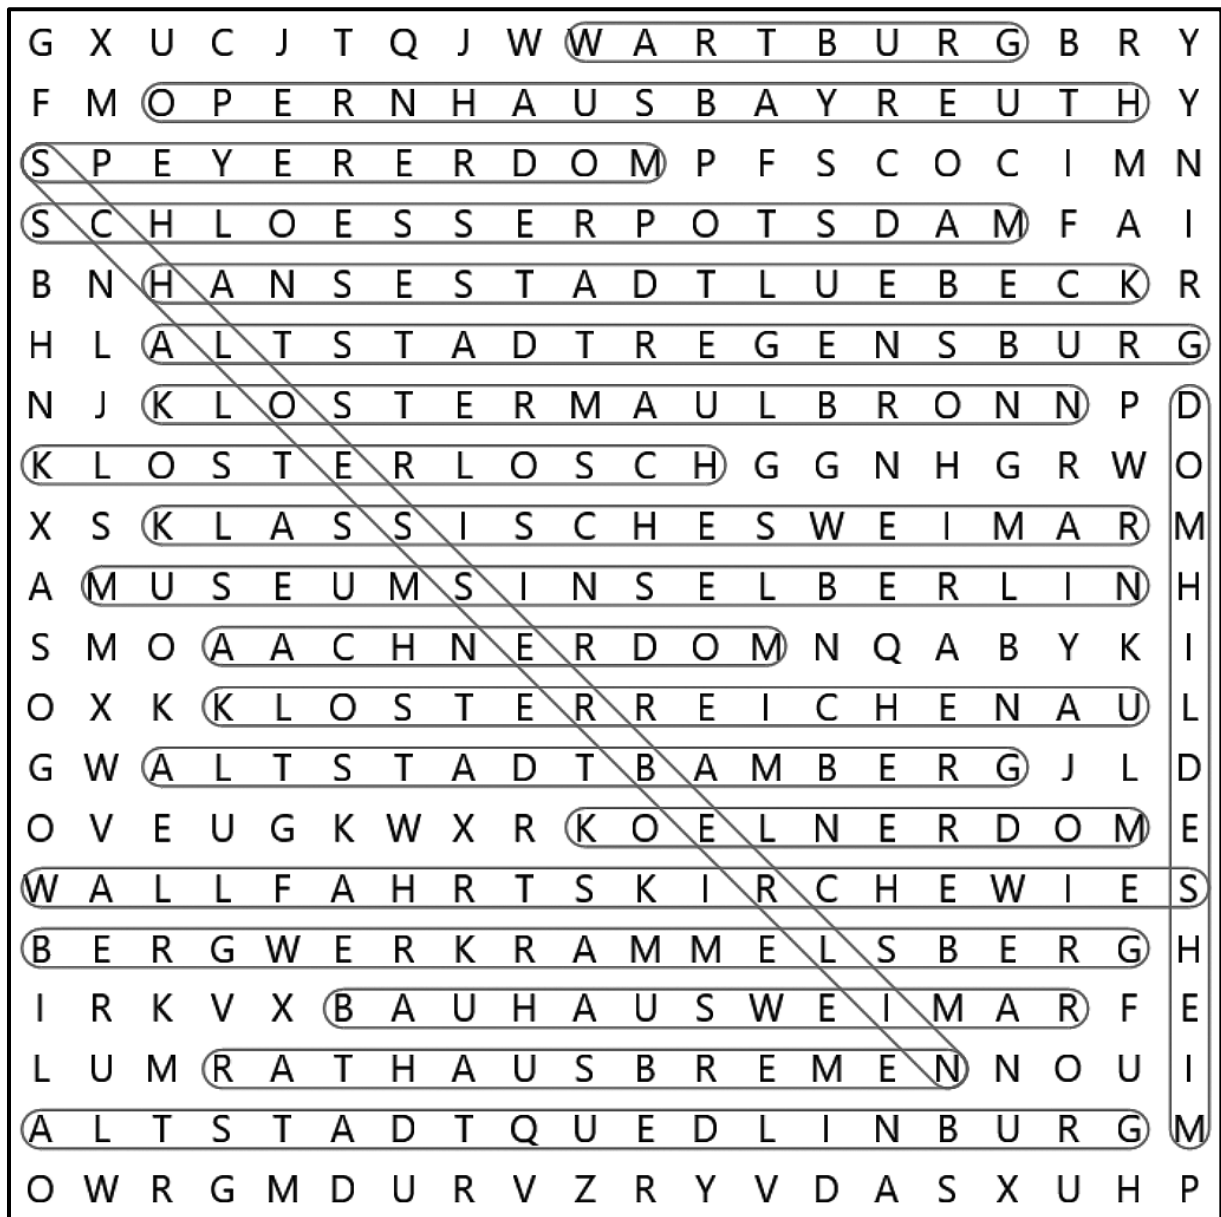 G X U C J T Q J W W A R T B U R G B R Y
F M O P E R N H A U S B A Y R E U T H Y
S P E Y E R E R D O M P F S C O C I M N
S C H L O E S S E R P O T S D A M F A I
B N H A N S E S T A D T L U E B E C K R
H L A L T S T A D T R E G E N S B U R G
N J K L O S T E R M A U L B R O N N P D
K L O S T E R L O S C H G G N H G R W O
X S K L A S S I S C H E S W E I M A R M
A M U S E U M S I N S E L B E R L I N H
S M O A A C H N E R D O M N Q A B Y K I
O X K K L O S T E R R E I C H E N A U L
G W A L T S T A D T B A M B E R G J L D
O V E U G K W X R K O E L N E R D O M E
W A L L F A H R T S K I R C H E W I E S
B E R G W E R K R A M M E L S B E R G H
I R K V X B A U H A U S W E I M A R F E
L U M R A T H A U S B R E M E N N O U I
A L T S T A D T Q U E D L I N B U R G M
O W R G M D U R V Z R Y V D A S X U H P